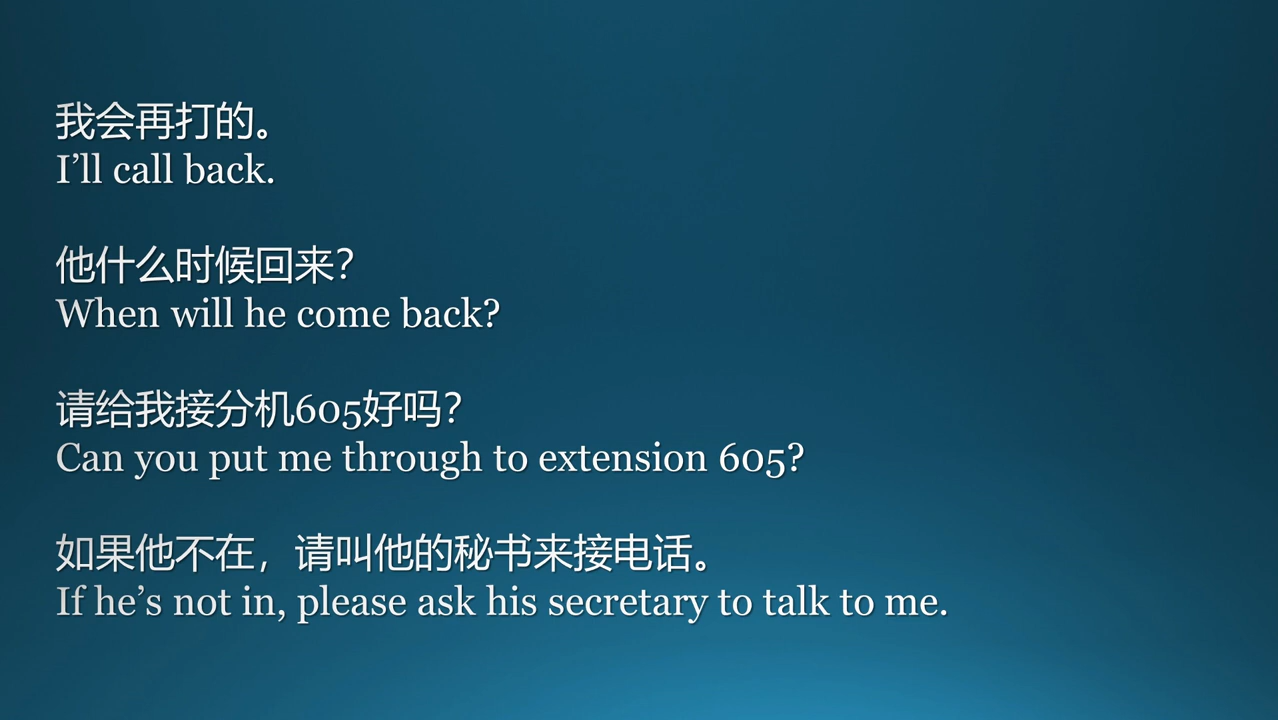 我会再打的。
I’ll call back.
他什么时候回来？
When will he come back?
请给我接分机605好吗？
Can you put me through to extension 605?
如果他不在，请叫他的秘书来接电话。
If he’s not in, please ask his secretary to talk to me.